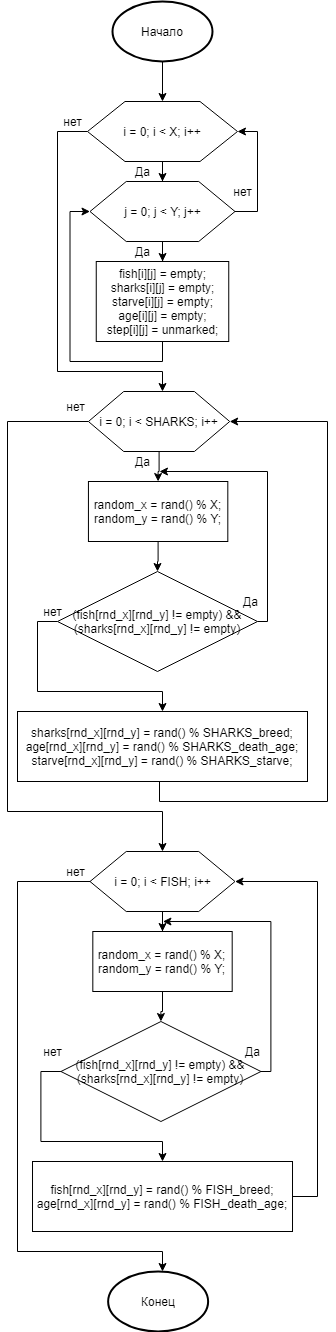 Начало
нет
i = 0; i < X; i++
Да
нет
j = 0; j < Y; j++
Да
fish[i][j] = empty;
sharks[i][j] = empty;
starve[i][j] = empty;
age[i][j] = empty;
step[i][j] = unmarked;
нет
i = 0; i < SHARKS; i++
Да
random_x = rand() % X;
random_y = rand() % Y;
Да
нет
(fish[rnd_x][rnd_y] != empty) &&
(sharks[rnd_x][rnd_y] != empty)
sharks[rnd_x][rnd_y] = rand() % SHARKS_breed;
age[rnd_x][rnd_y] = rand() % SHARKS_death_age;
starve[rnd_x][rnd_y] = rand() % SHARKS_starve;
нет
i = 0; i < FISH; i++
random_x = rand() % X;
random_y = rand() % Y;
нет
Да
(fish[rnd_x][rnd_y] != empty) &&
(sharks[rnd_x][rnd_y] != empty)
fish[rnd_x][rnd_y] = rand() % FISH_breed;
age[rnd_x][rnd_y] = rand() % FISH_death_age;
Конец